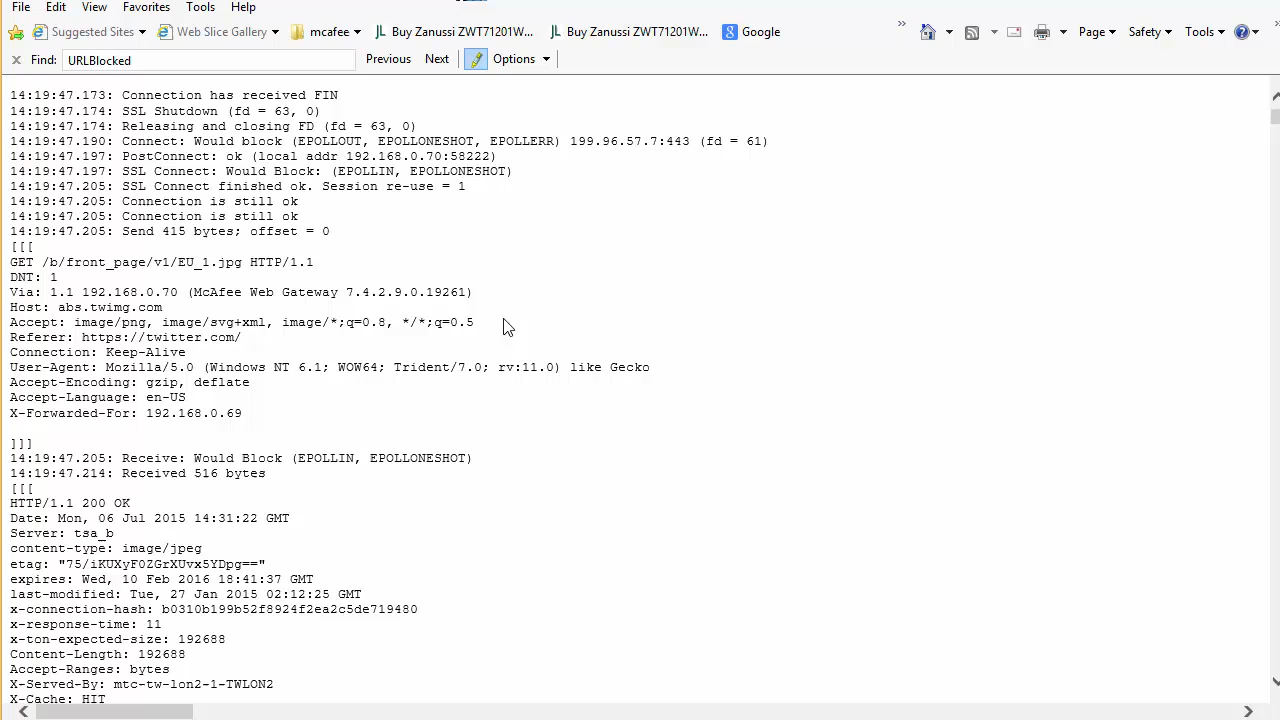 File Edit View Favorites Tools Help
Suggested Sites Web Slice Gallery mcafee Buy Zanussi ZWT71201W... Buy Zanussi ZWT71201W... Google » Page Safety Tools »
Find: URLBlocked Previous Next Options
14:19:47.173: Connection has received FIN
14:19:47.174: SSL Shutdown (fd = 63, 0)
14:19:47.174: Releasing and closing FD (fd = 63, 0)
14:19:47.190: Connect: Would block (EPOLLOUT, EPOLLONESHOT, EPOLLERR) 199.96.57.7:443 (fd = 61)
14:19:47.197: PostConnect: ok (local addr 192.168.0.70:58222)
14:19:47.197: SSL Connect: Would Block: (EPOLLIN, EPOLLONESHOT)
14:19:47.205: SSL Connect finished ok. Session re-use = 1
14:19:47.205: Connection is still ok
14:19:47.205: Connection is still ok
14:19:47.205: Send 415 bytes; offset = 0
[[[
GET /b/front_page/v1/EU_1.jpg HTTP/1.1
DNT: 1
Via: 1.1 192.168.0.70 (McAfee Web Gateway 7.4.2.9.0.19261)
Host: abs.twimg.com
Accept: image/png, image/svg+xml, image/*;q=0.8, */*;q=0.5
Referer: https://twitter.com/
Connection: Keep-Alive
User-Agent: Mozilla/5.0 (Windows NT 6.1; WOW64; Trident/7.0; rv:11.0) like Gecko
Accept-Encoding: gzip, deflate
Accept-Language: en-US
X-Forwarded-For: 192.168.0.69
]]]
14:19:47.205: Receive: Would Block (EPOLLIN, EPOLLONESHOT)
14:19:47.214: Received 516 bytes
[[[
HTTP/1.1 200 OK
Date: Mon, 06 Jul 2015 14:31:22 GMT
Server: tsa_b
content-type: image/jpeg
etag: "75/iKUXyF0ZGrXUvx5YDpg=="
expires: Wed, 10 Feb 2016 18:41:37 GMT
last-modified: Tue, 27 Jan 2015 02:12:25 GMT
x-connection-hash: b0310b199b52f8924f2ea2c5de719480
x-response-time: 11
x-ton-expected-size: 192688
Content-Length: 192688
Accept-Ranges: bytes
X-Served-By: mtc-tw-lon2-1-TWLON2
X-Cache: HIT